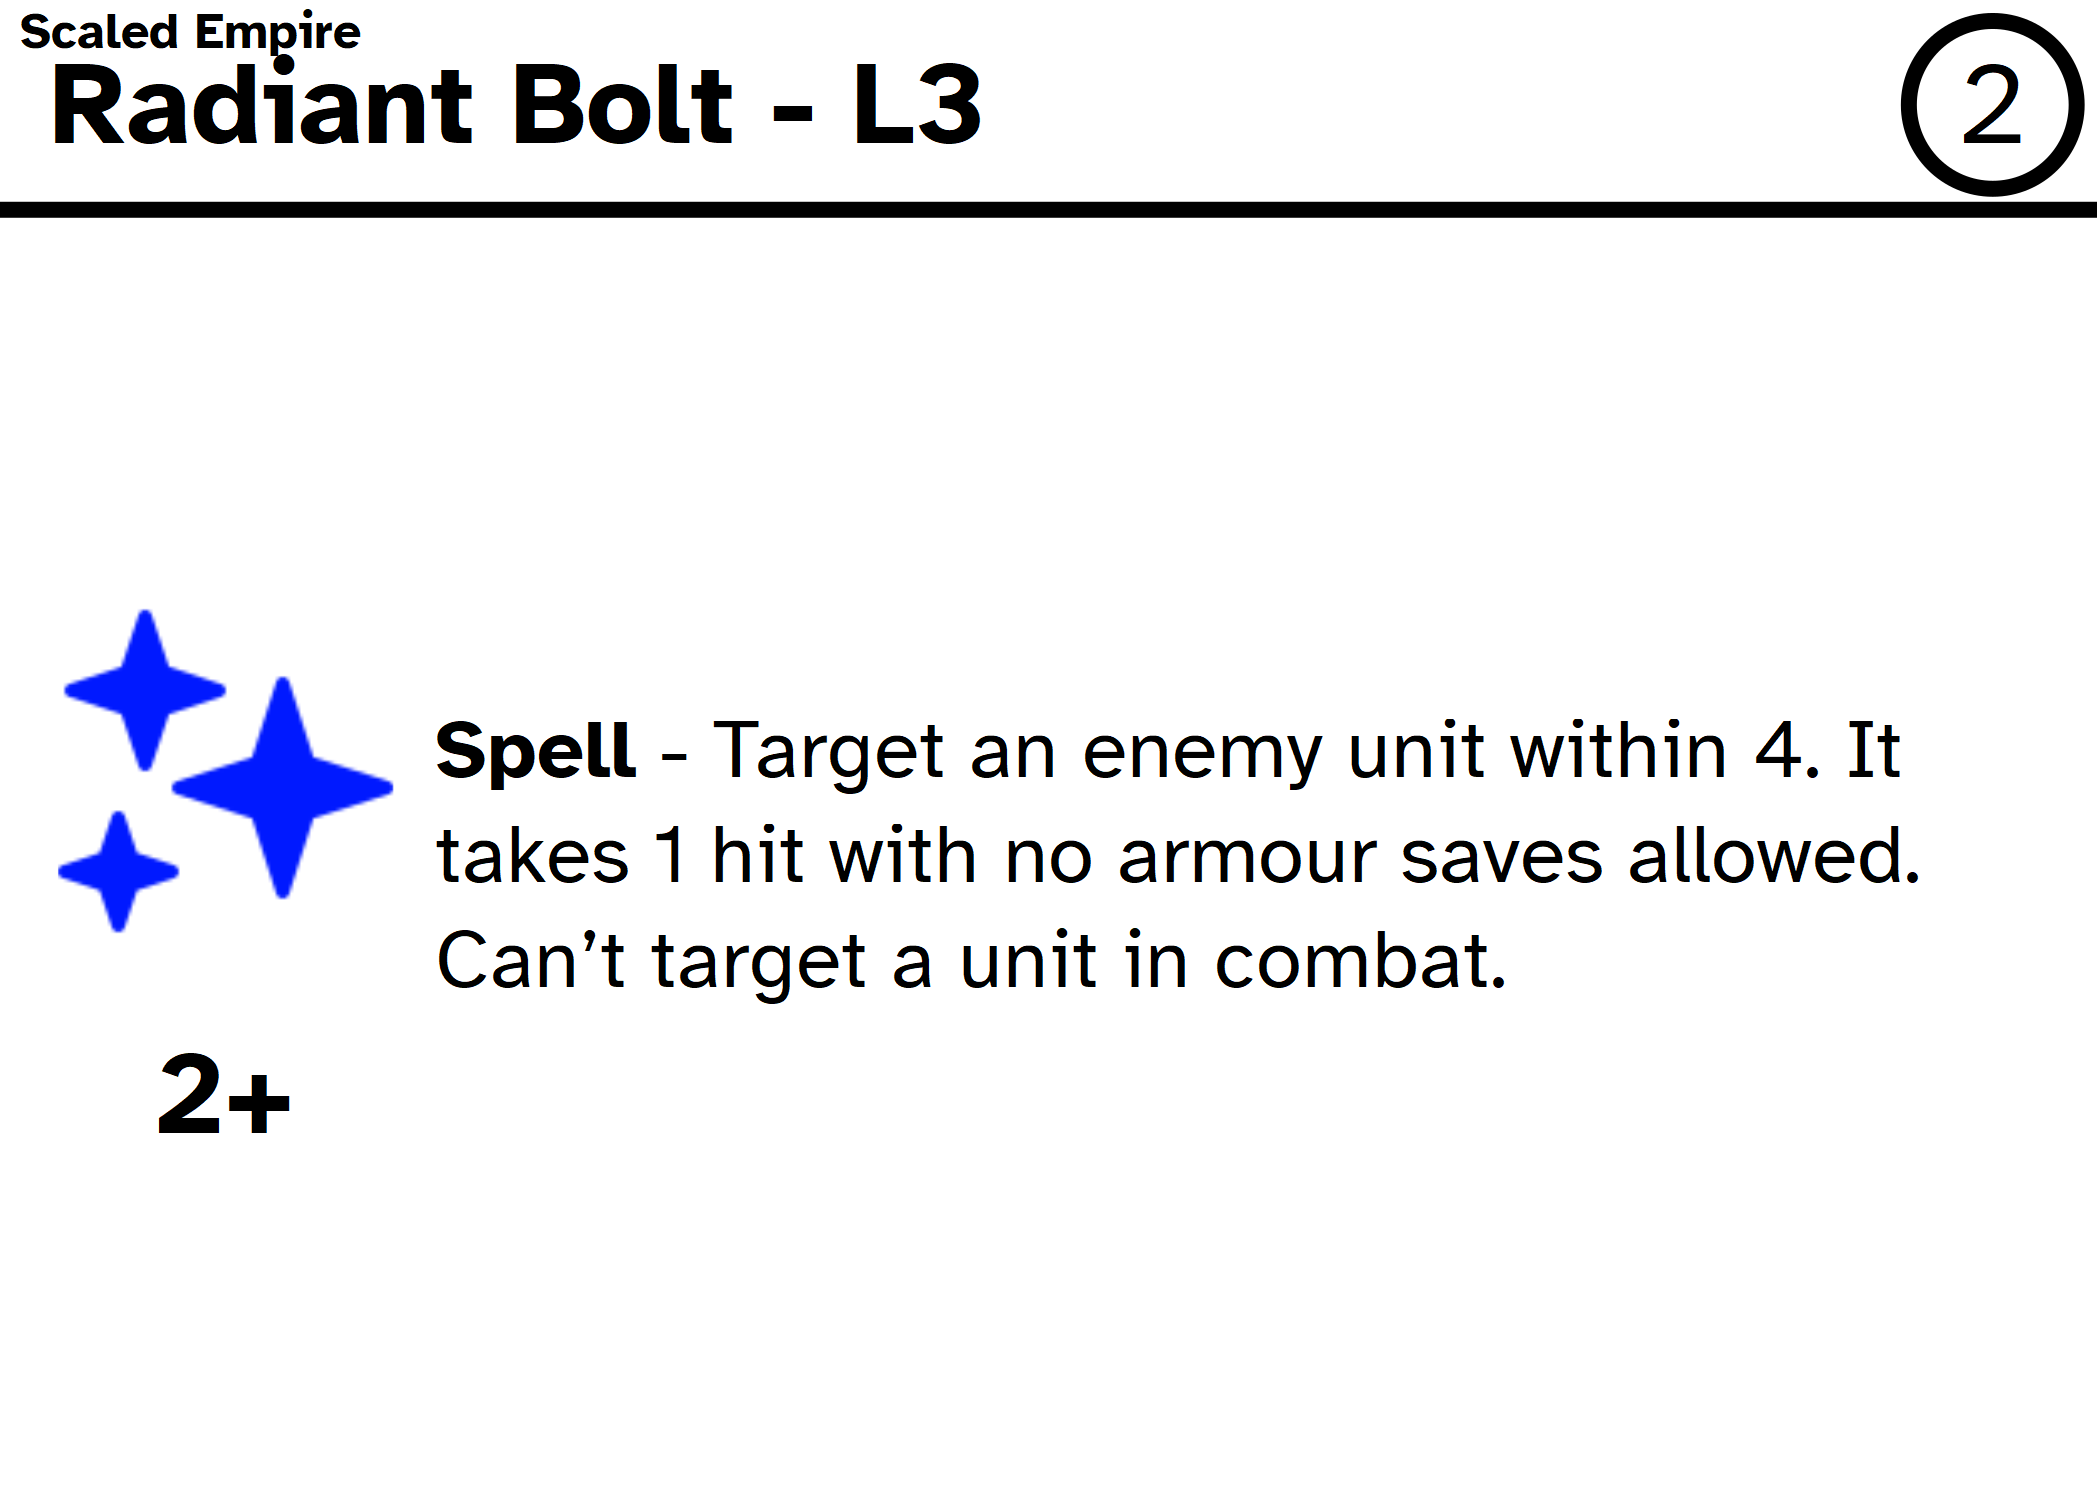 Scaled Empire
Radiant Bolt - L3
2
Spell - Target an enemy unit within 4. It
takes 1 hit with no armour saves allowed.
Can’t target a unit in combat.
2+